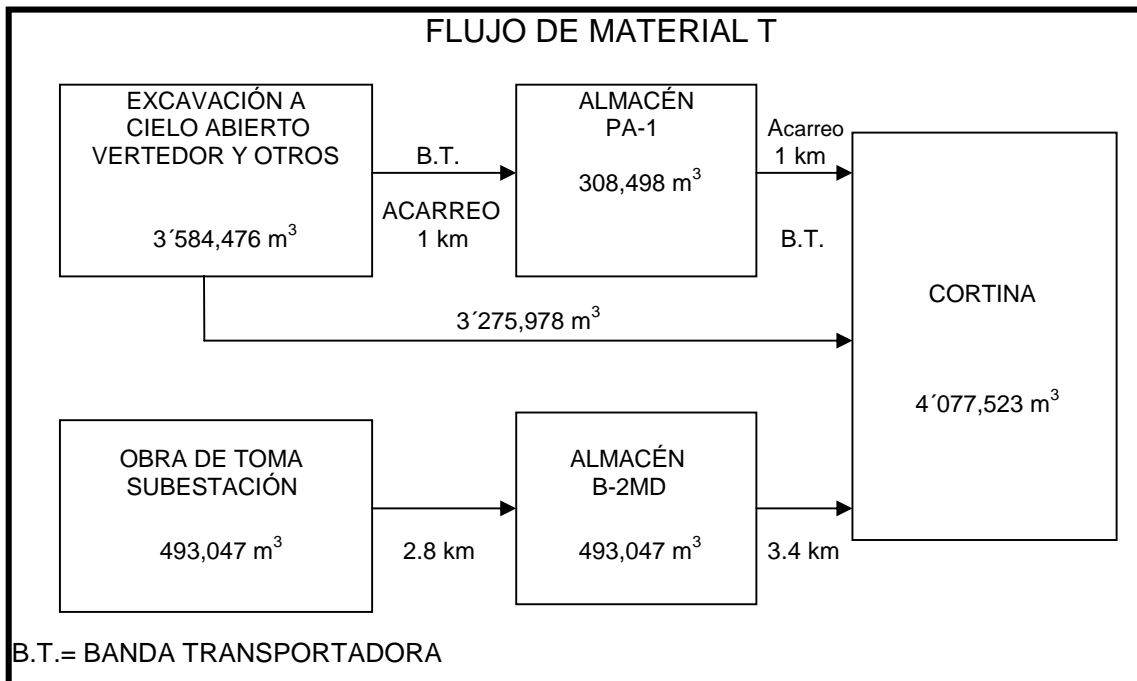 FLUJO DE MATERIAL T
EXCAVACIÓN A
CIELO ABIERTO
VERTEDOR Y OTROS
3´584,476 m³
B.T.
ACARREO
1 km
ALMACÉN
PA-1
308,498 m³
Acarreo
1 km
B.T.
CORTINA
4´077,523 m³
3´275,978 m³
OBRA DE TOMA
SUBESTACIÓN
493,047 m³
2.8 km
ALMACÉN
B-2MD
493,047 m³
3.4 km
B.T.= BANDA TRANSPORTADORA